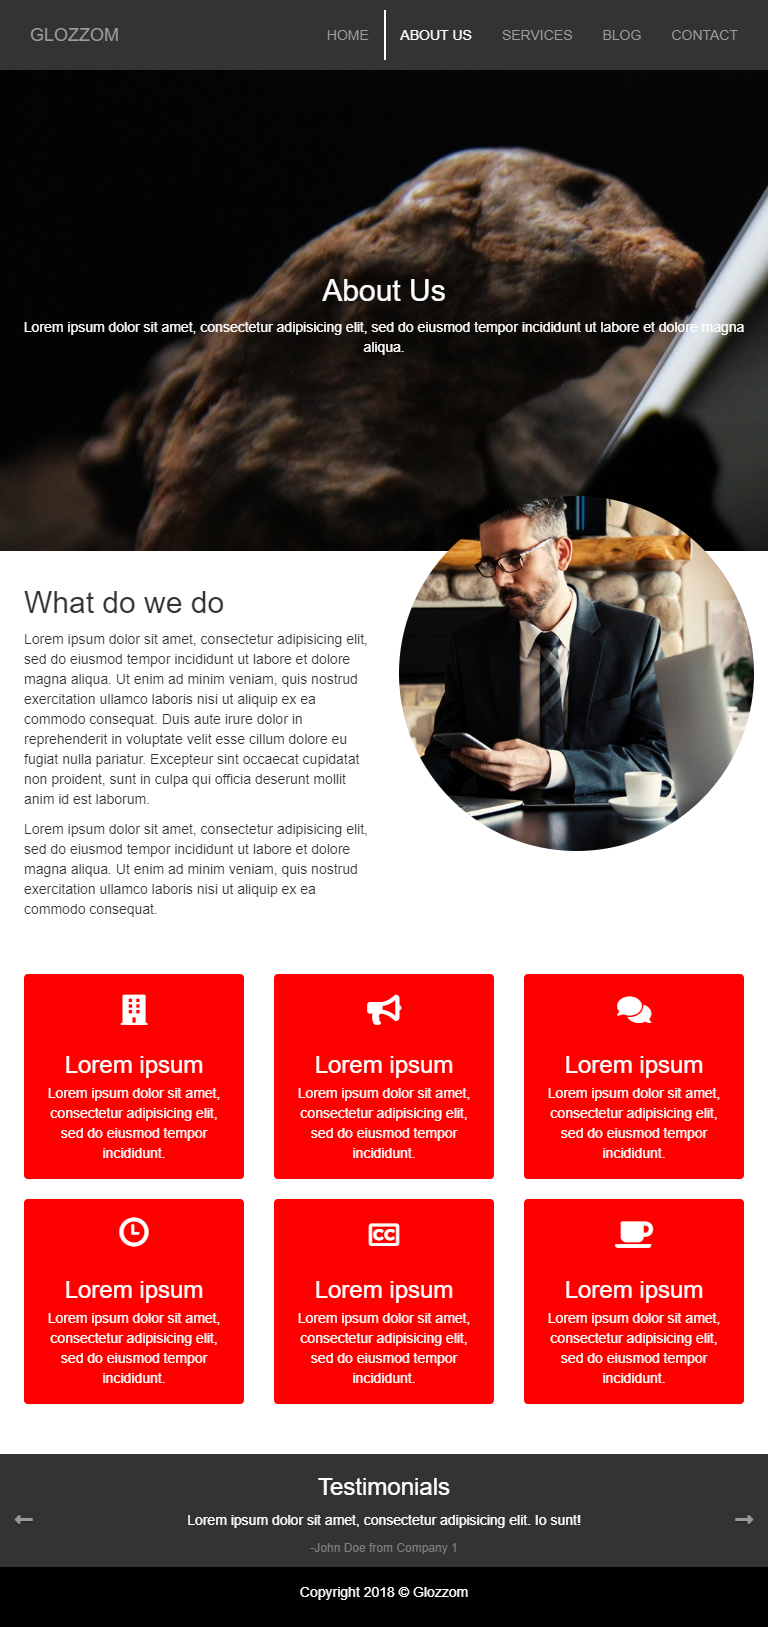 GLOZZOM HOME ABOUT US SERVICES BLOG CONTACT
About Us
Lorem ipsum dolor sit amet, consectetur adipisicing elit, sed do eiusmod tempor incididunt ut labore et dolore magna
aliqua.
What do we do
Lorem ipsum dolor sit amet, consectetur adipisicing elit,
sed do eiusmod tempor incididunt ut labore et dolore
magna aliqua. Ut enim ad minim veniam, quis nostrud
exercitation ullamco laboris nisi ut aliquip ex ea
commodo consequat. Duis aute irure dolor in
reprehenderit in voluptate velit esse cillum dolore eu
fugiat nulla pariatur. Excepteur sint occaecat cupidatat
non proident, sunt in culpa qui officia deserunt mollit
anim id est laborum.
Lorem ipsum dolor sit amet, consectetur adipisicing elit,
sed do eiusmod tempor incididunt ut labore et dolore
magna aliqua. Ut enim ad minim veniam, quis nostrud
exercitation ullamco laboris nisi ut aliquip ex ea
commodo consequat.
Lorem ipsum
Lorem ipsum dolor sit amet,
consectetur adipisicing elit,
sed do eiusmod tempor
incididunt.
Lorem ipsum
Lorem ipsum dolor sit amet,
consectetur adipisicing elit,
sed do eiusmod tempor
incididunt.
Lorem ipsum
Lorem ipsum dolor sit amet,
consectetur adipisicing elit,
sed do eiusmod tempor
incididunt.
Lorem ipsum
Lorem ipsum dolor sit amet,
consectetur adipisicing elit,
sed do eiusmod tempor
incididunt.
CC
Lorem ipsum
Lorem ipsum dolor sit amet,
consectetur adipisicing elit,
sed do eiusmod tempor
incididunt.
Lorem ipsum
Lorem ipsum dolor sit amet,
consectetur adipisicing elit,
sed do eiusmod tempor
incididunt.
Testimonials
Lorem ipsum dolor sit amet, consectetur adipisicing elit. Io sunt!
-John Doe from Company 1
Copyright 2018 © Glozzom